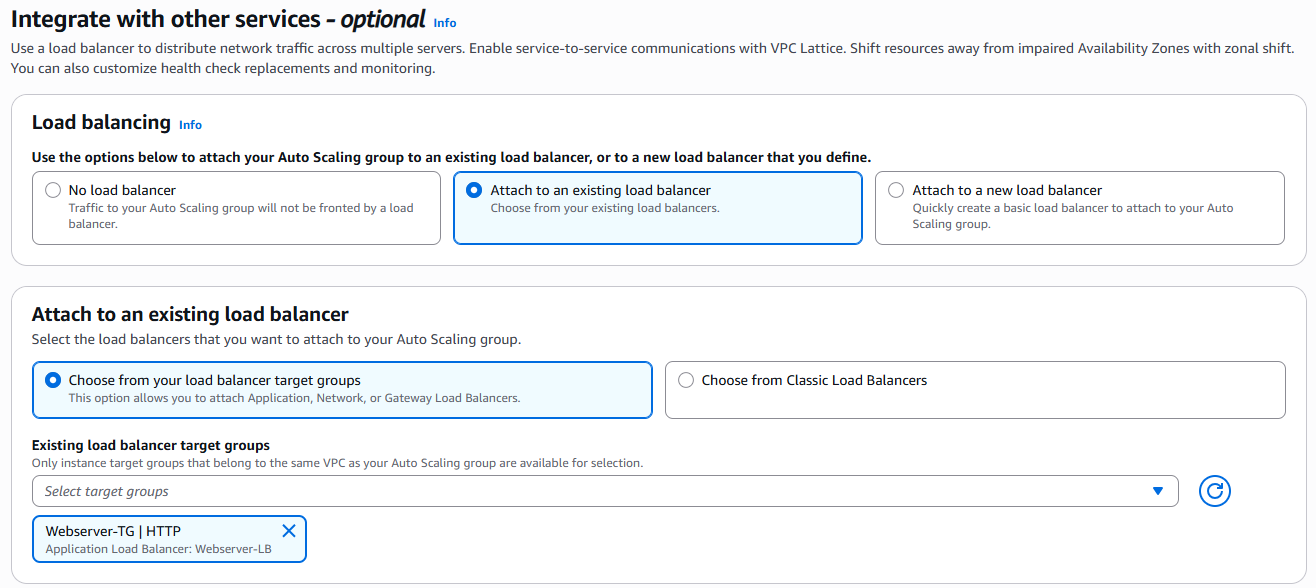 Integrate with other services - optional Info
Use a load balancer to distribute network traffic across multiple servers. Enable service-to-service communications with VPC Lattice. Shift resources away from impaired Availability Zones with zonal shift.
You can also customize health check replacements and monitoring.
Load balancing Info
Use the options below to attach your Auto Scaling group to an existing load balancer, or to a new load balancer that you define.
No load balancer
Traffic to your Auto Scaling group will not be fronted by a load
balancer.
Attach to an existing load balancer
Choose from your existing load balancers.
Attach to a new load balancer
Quickly create a basic load balancer to attach to your Auto
Scaling group.
Attach to an existing load balancer
Select the load balancers that you want to attach to your Auto Scaling group.
Choose from your load balancer target groups
This option allows you to attach Application, Network, or Gateway Load Balancers.
Choose from Classic Load Balancers
Existing load balancer target groups
Only instance target groups that belong to the same VPC as your Auto Scaling group are available for selection.
Select target groups
Webserver-TG | HTTP
Application Load Balancer: Webserver-LB